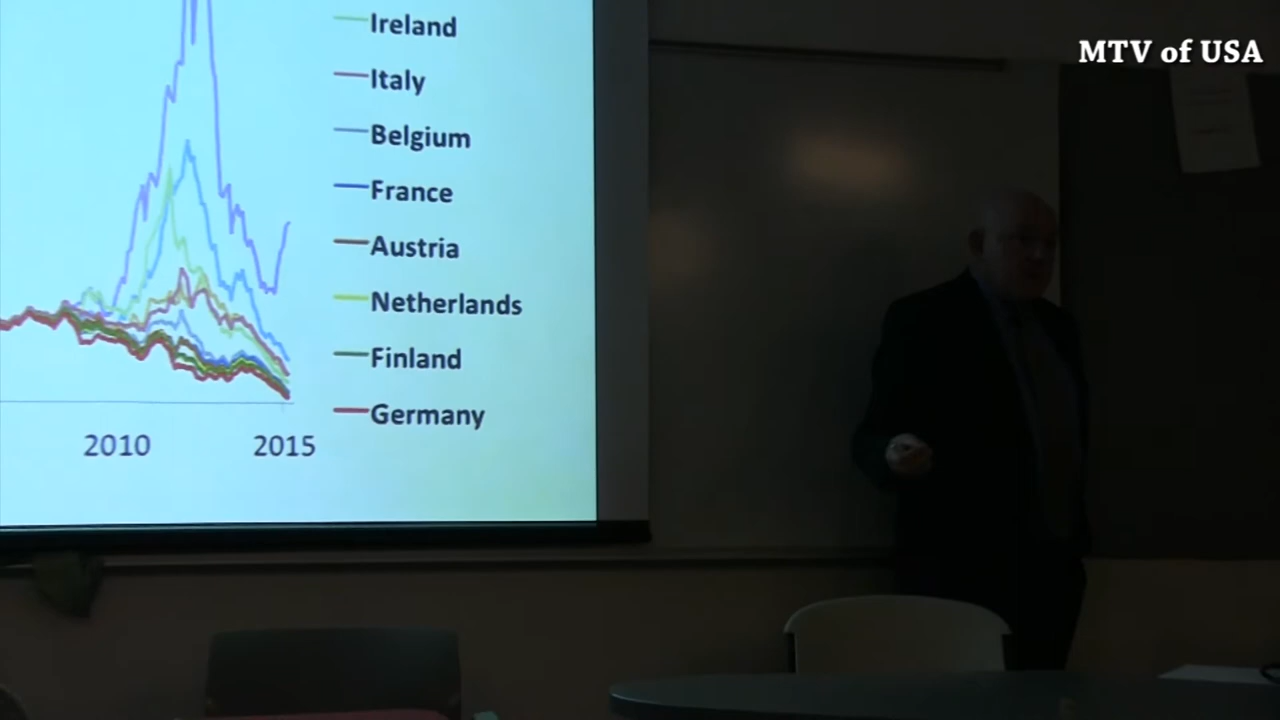 MTV of USA
Ireland
Italy
Belgium
France
Austria
Netherlands
Finland
Germany
2010 2015